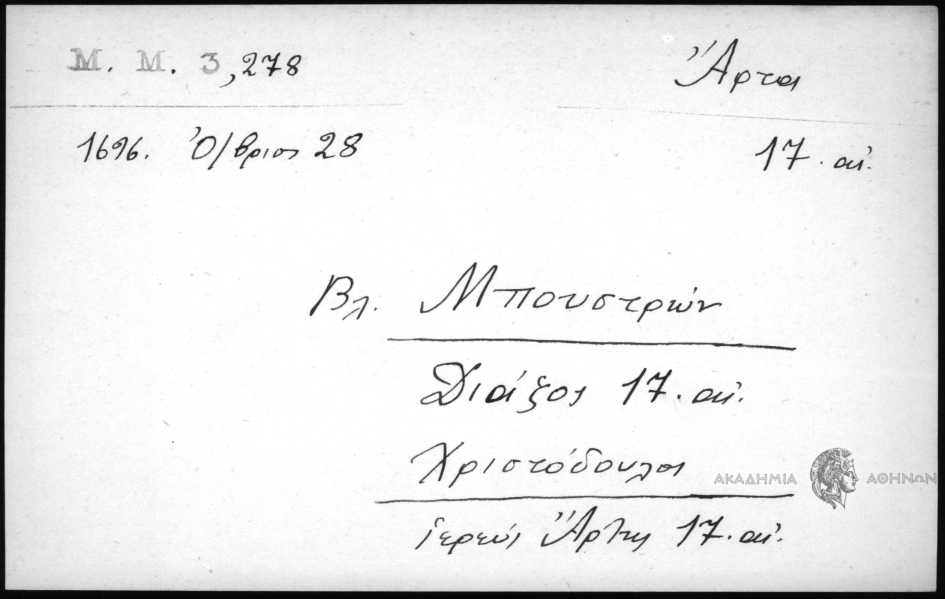 Μ. Μ. 3,278 Ἄρτα
1696. Ὀ/βριος 28 17. αἰ.
Βλ. Μπουστρών
Διάξος 17. αἰ.
Χριστόδουλος
ΑΚΑΔΗΜΙΑ ΑΘΗΝΩΝ
ἱερεύς Ἄρτης 17. αἰ.